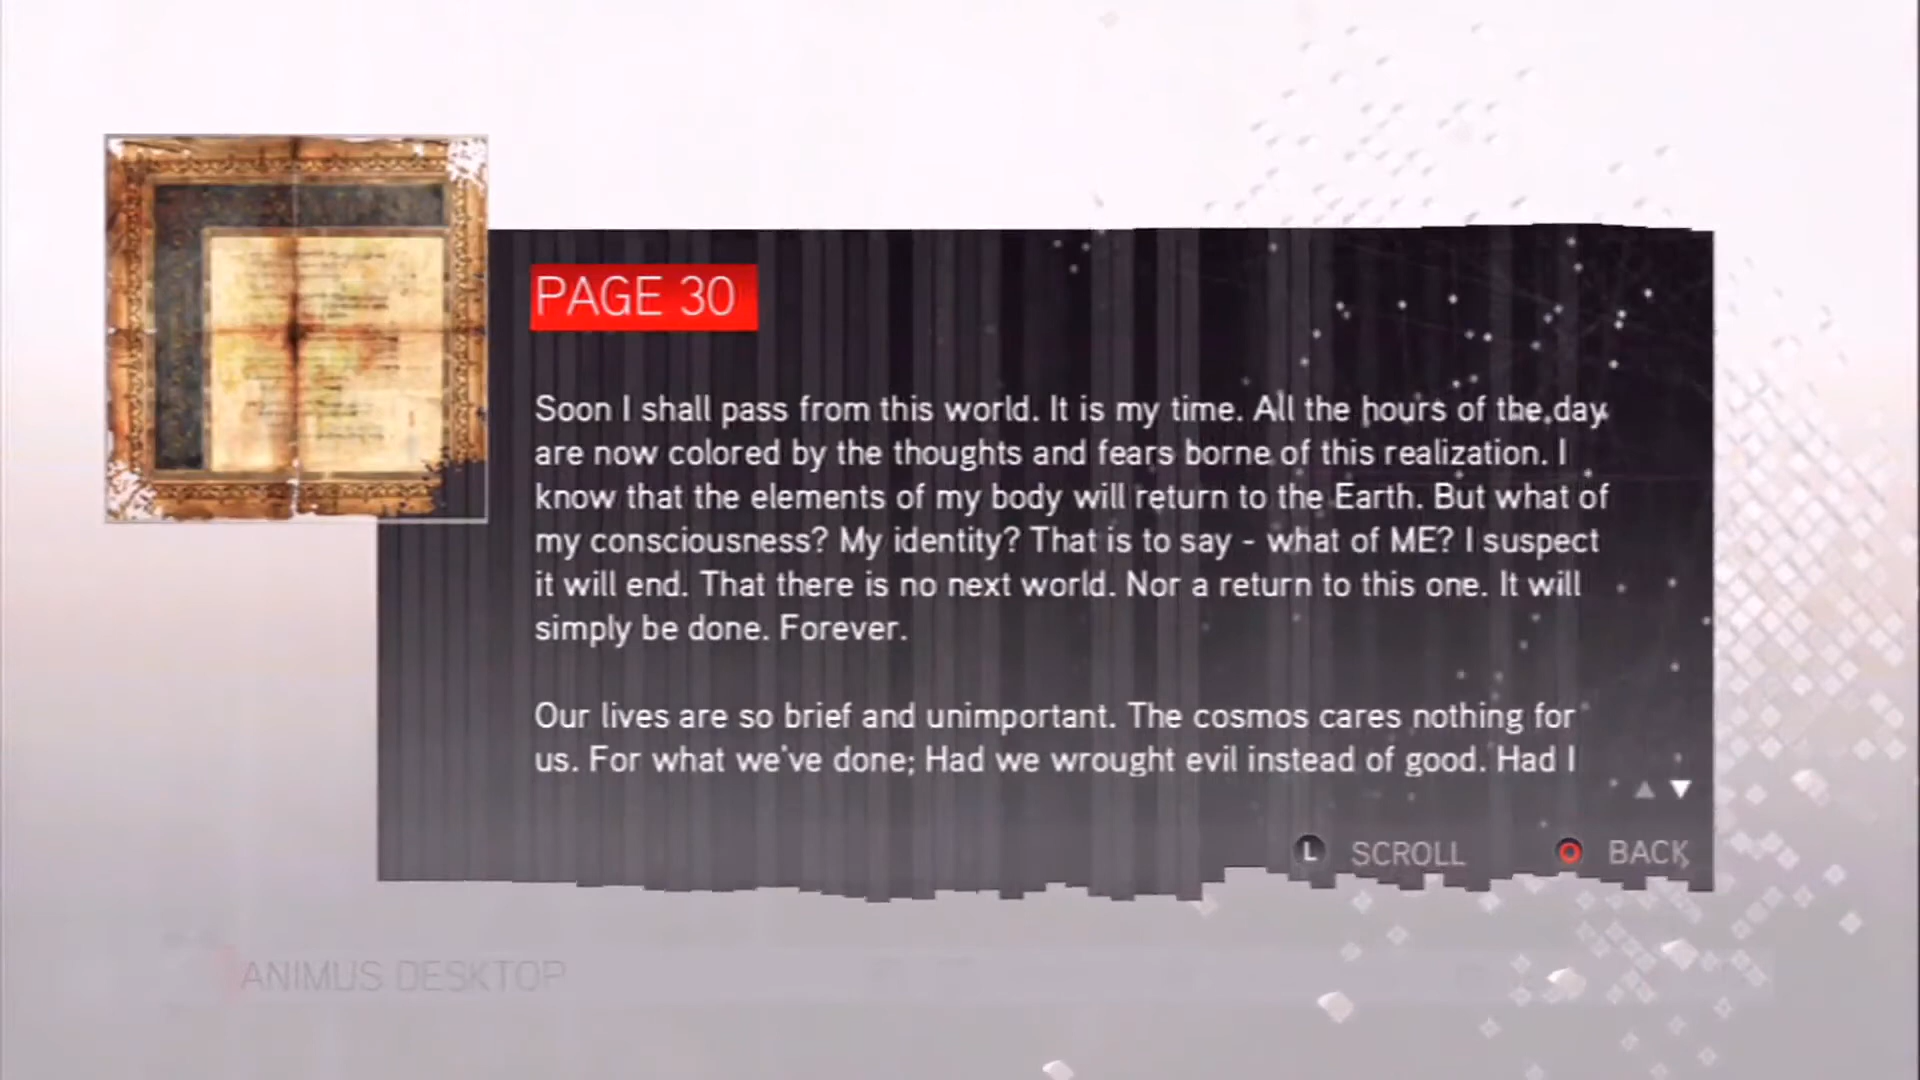 PAGE 30
Soon I shall pass from this world. It is my time. All the hours of the day
are now colored by the thoughts and fears borne of this realization. I
know that the elements of my body will return to the Earth. But what of
my consciousness? My identity? That is to say - what of ME? I suspect
it will end. That there is no next world. Nor a return to this one. It will
simply be done. Forever.
Our lives are so brief and unimportant. The cosmos cares nothing for
us. For what we've done; Had we wrought evil instead of good. Had I
L SCROLL BACK
ANIMUS DESKTOP